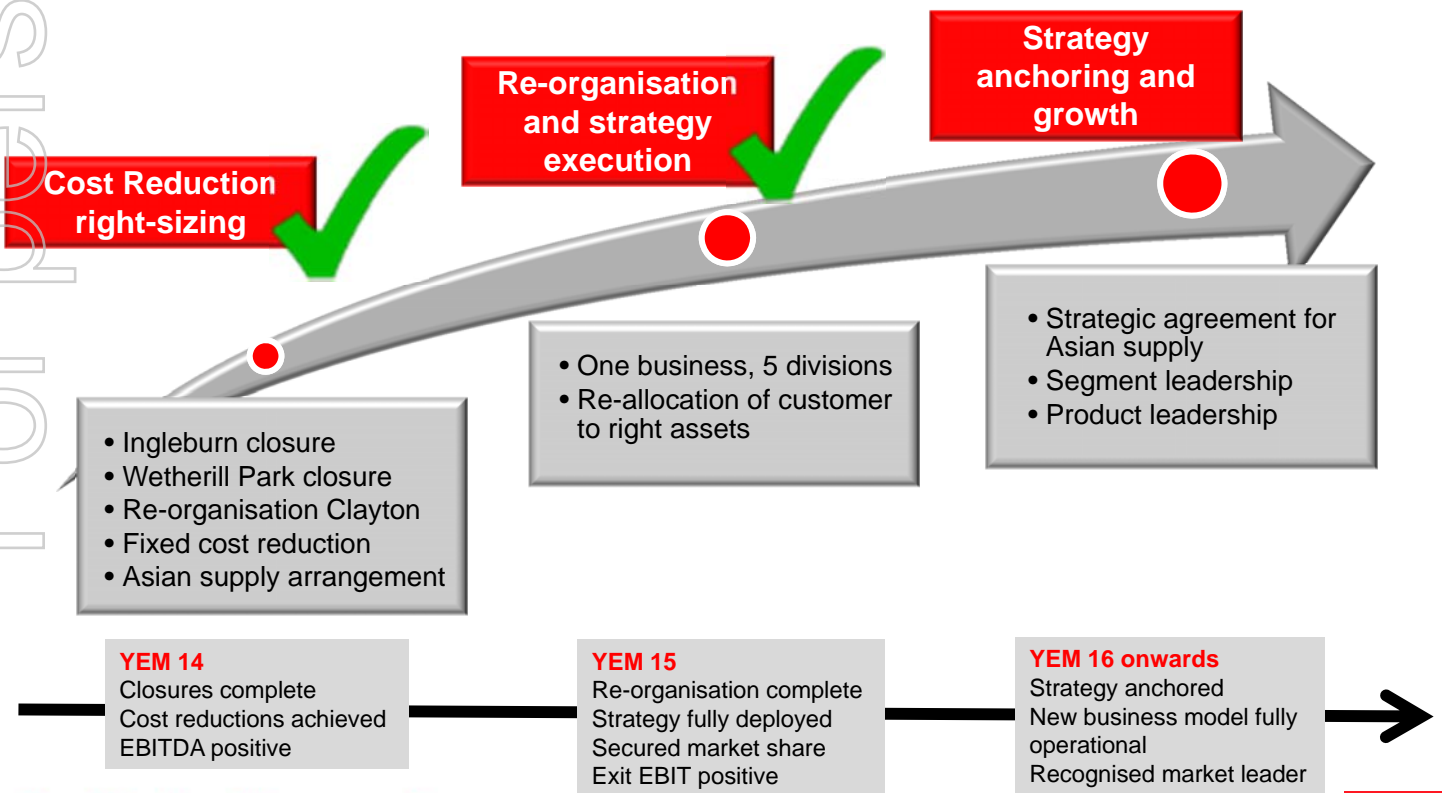 Cost Reduction
right-sizing
Re-organisation
and strategy
execution
Strategy
anchoring and
growth
• Ingleburn closure
• Wetherill Park closure
• Re-organisation Clayton
• Fixed cost reduction
• Asian supply arrangement
• One business, 5 divisions
• Re-allocation of customer
to right assets
• Strategic agreement for
Asian supply
• Segment leadership
• Product leadership
YEM 14
Closures complete
Cost reductions achieved
EBITDA positive
YEM 15
Re-organisation complete
Strategy fully deployed
Secured market share
Exit EBIT positive
YEM 16 onwards
Strategy anchored
New business model fully
operational
Recognised market leader